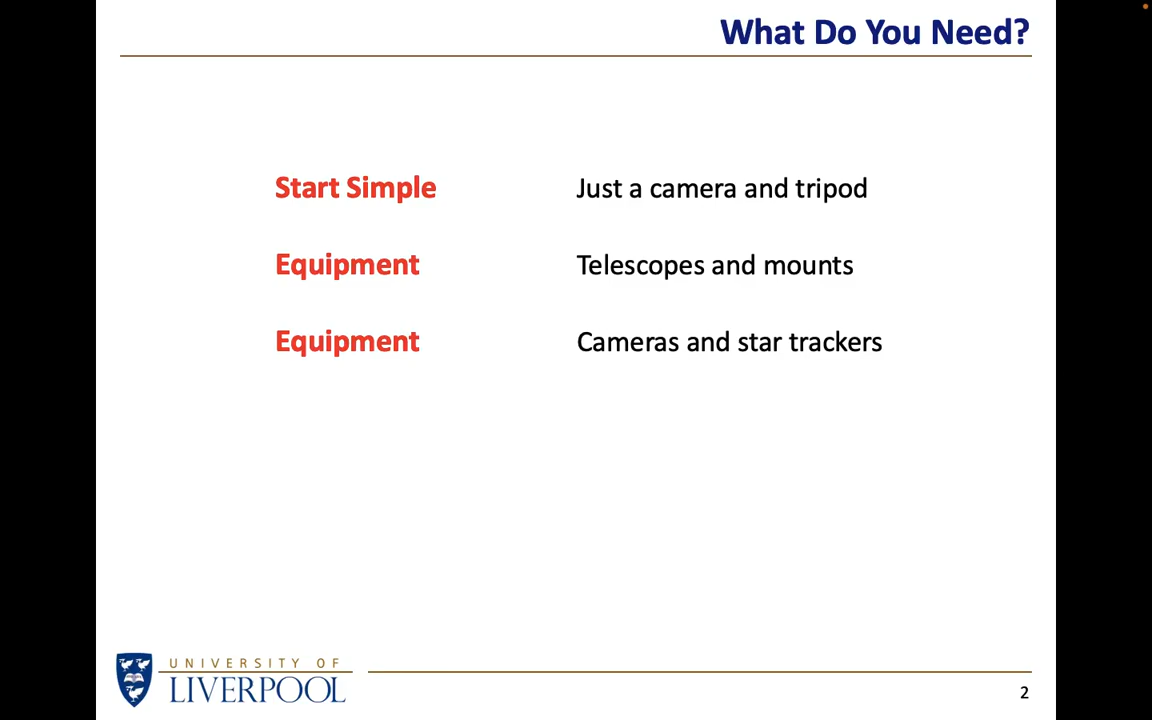 What Do You Need?
Start Simple Just a camera and tripod
Equipment Telescopes and mounts
Equipment Cameras and star trackers
UNIVERSITY OF
LIVERPOOL
2